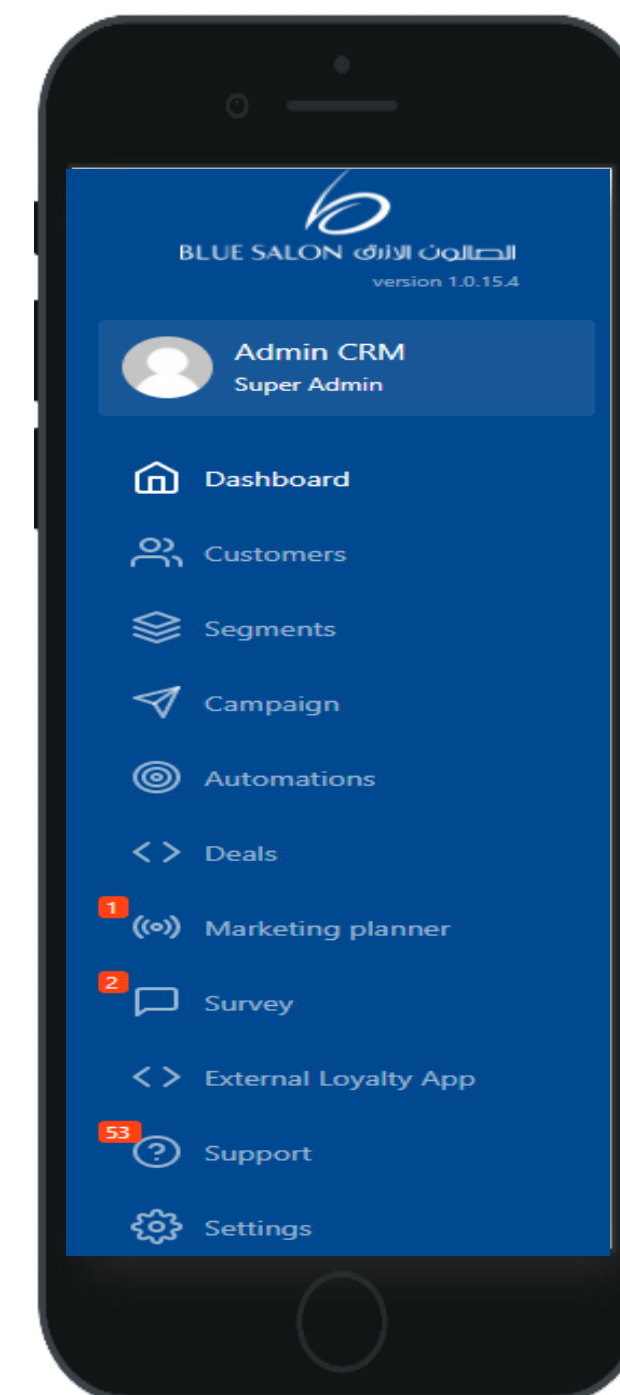 BLUE SALON الصالون الازرق
version 1.0.15.4
Admin CRM
Super Admin
Dashboard
Customers
Segments
Campaign
Automations
Deals
1
Marketing planner
2
Survey
External Loyalty App
53
Support
Settings